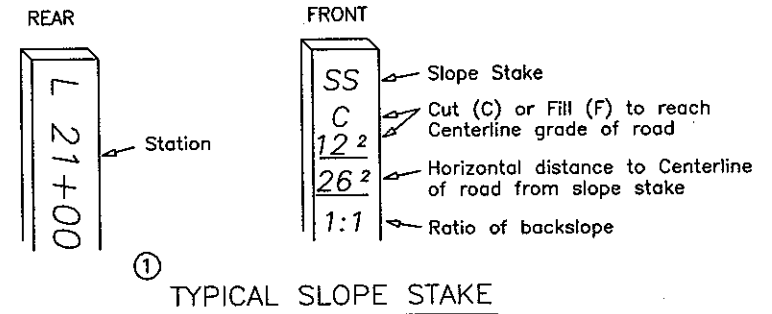 REAR
L 21+00
Station
FRONT
SS
C
12 2
26 2
1:1
Slope Stake
Cut (C) or Fill (F) to reach
Centerline grade of road
Horizontal distance to Centerline
of road from slope stake
Ratio of backslope
1
TYPICAL SLOPE STAKE